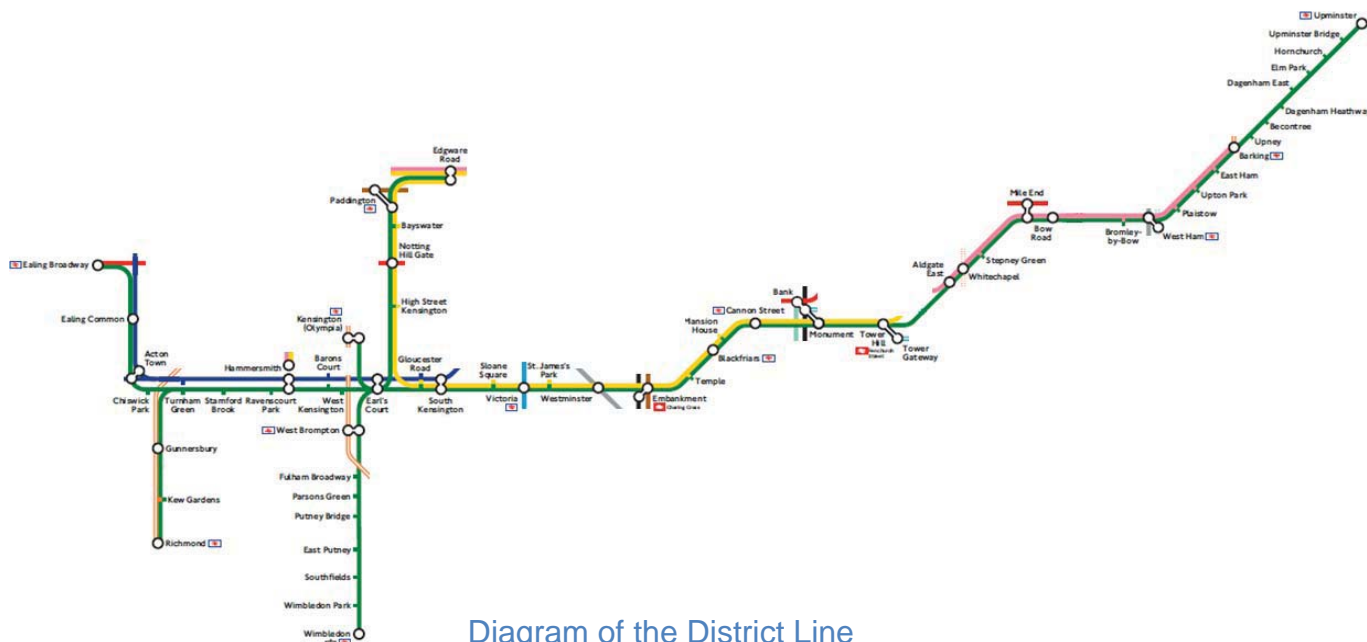 Upminster
Upminster Bridge
Hornchurch
Elm Park
Dagenham East
Dagenham Heathwa
Becontree
Upney
Barking
East Ham
Upton Park
Plaistow
West Ham
Bromley-
by-Bow
Bow
Road
Mile End
Stepney Green
Whitechapel
Aldgate
East
Tower
Gateway
Tower
Hill
Fenchurch
Street
Monument
Bank
Cannon Street
Mansion
House
Blackfriars
Temple
Embankment
Charing Cross
Westminster
St. James's
Park
Victoria
Sloane
Square
South
Kensington
Gloucester
Road
Earl's
Court
High Street
Kensington
Notting
Hill Gate
Bayswater
Paddington
Edgware
Road
Kensington
(Olympia)
West Brompton
Fulham Broadway
Parsons Green
Putney Bridge
East Putney
Southfields
Wimbledon Park
Wimbledon
West
Kensington
Barons
Court
Hammersmith
Ravenscourt
Park
Stamford
Brook
Turnham
Green
Chiswick
Park
Acton
Town
Ealing Common
Ealing Broadway
Gunnersbury
Kew Gardens
Richmond
Diagram of the District Line